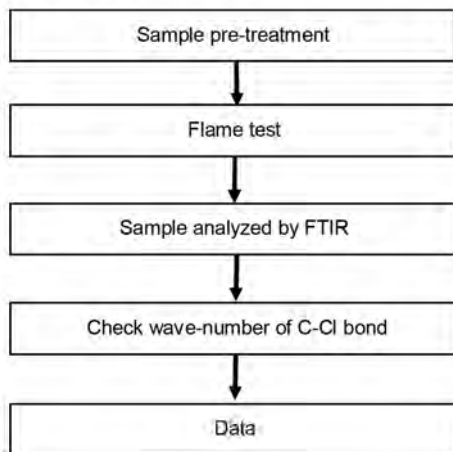 Sample pre-treatment
Flame test
Sample analyzed by FTIR
Check wave-number of C-Cl bond
Data